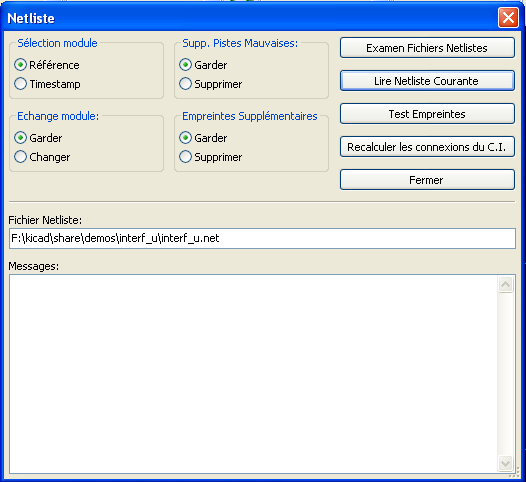 Netliste
Sélection module
Référence
Timestamp
Supp. Pistes Mauvaises:
Garder
Supprimer
Examen Fichiers Netlistes
Lire Netliste Courante
Echange module:
Garder
Changer
Empreintes Supplémentaires
Garder
Supprimer
Test Empreintes
Recalculer les connexions du C.I.
Fermer
Fichier Netliste:
F:\kicad\share\demos\interf_u\interf_u.net
Messages: